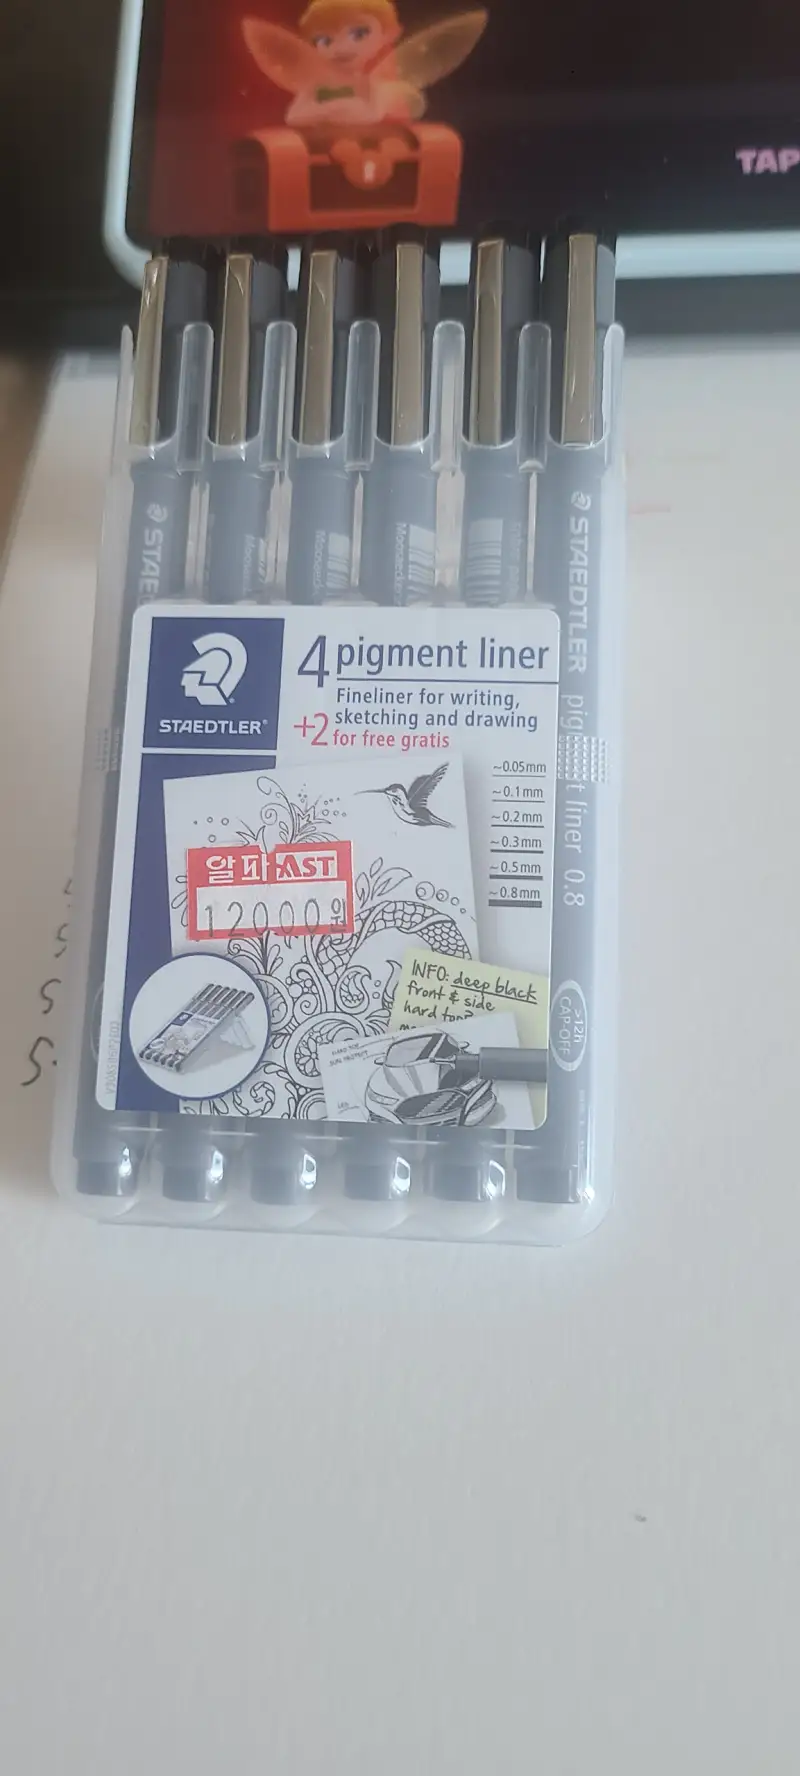 TAP
STAEDTLER pigment liner 0.8
>12h
CAP-OFF
STAEDTLER
4 pigment liner
Fineliner for writing,
sketching and drawing
+2 for free gratis
~0.05mm
~0.1mm
~0.2mm
~0.3mm
~0.5mm
~0.8mm
알파 AST
12000원
INFO: deep black
front & side